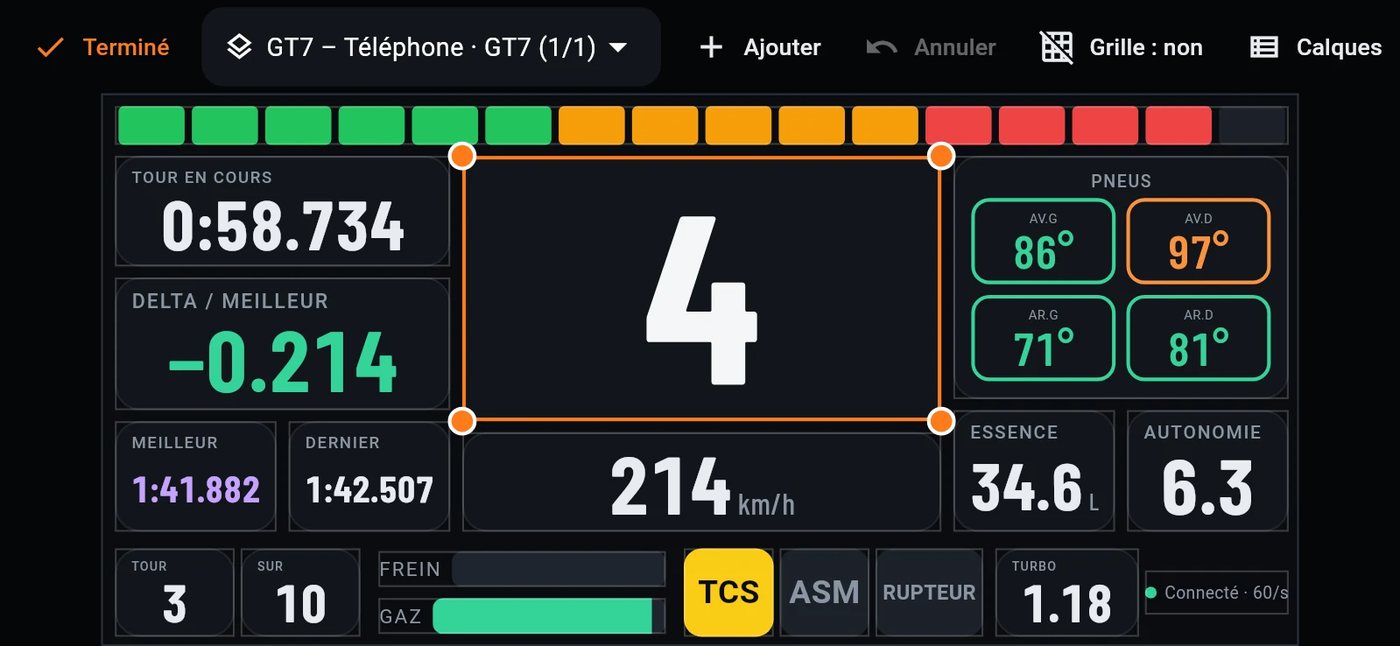 Terminé
GT7 – Téléphone · GT7 (1/1)
Ajouter
Annuler
Grille : non
Calques
TOUR EN COURS
0:58.734
DELTA / MEILLEUR
−0.214
MEILLEUR
1:41.882
DERNIER
1:42.507
4
214 km/h
PNEUS
AV.G
86°
AV.D
97°
AR.G
71°
AR.D
81°
ESSENCE
34.6 L
AUTONOMIE
6.3
TOUR
3
SUR
10
FREIN
GAZ
TCS
ASM
RUPTEUR
TURBO
1.18
Connecté · 60/s